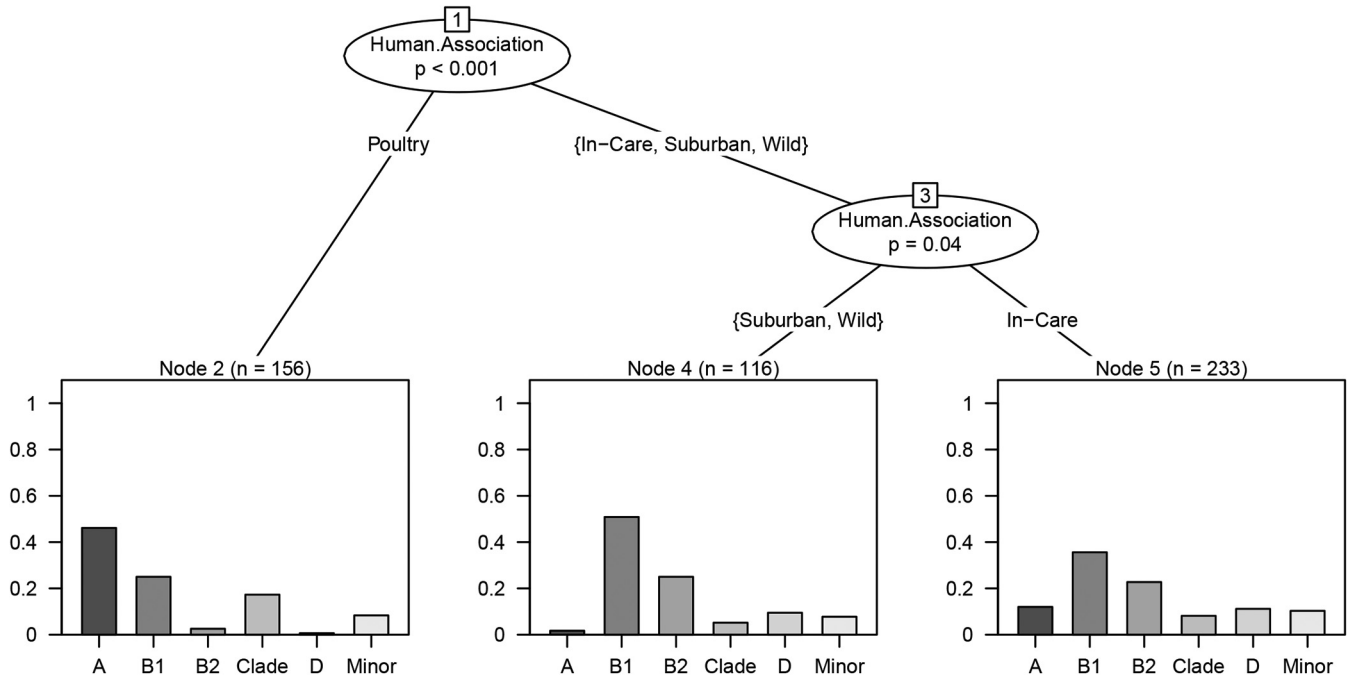 1
Human.Association
p < 0.001
Poultry
{In−Care, Suburban, Wild}
3
Human.Association
p = 0.04
{Suburban, Wild}
In−Care
Node 2 (n = 156)
1
0.8
0.6
0.4
0.2
0
A B1 B2 Clade D Minor
Node 4 (n = 116)
1
0.8
0.6
0.4
0.2
0
A B1 B2 Clade D Minor
Node 5 (n = 233)
1
0.8
0.6
0.4
0.2
0
A B1 B2 Clade D Minor